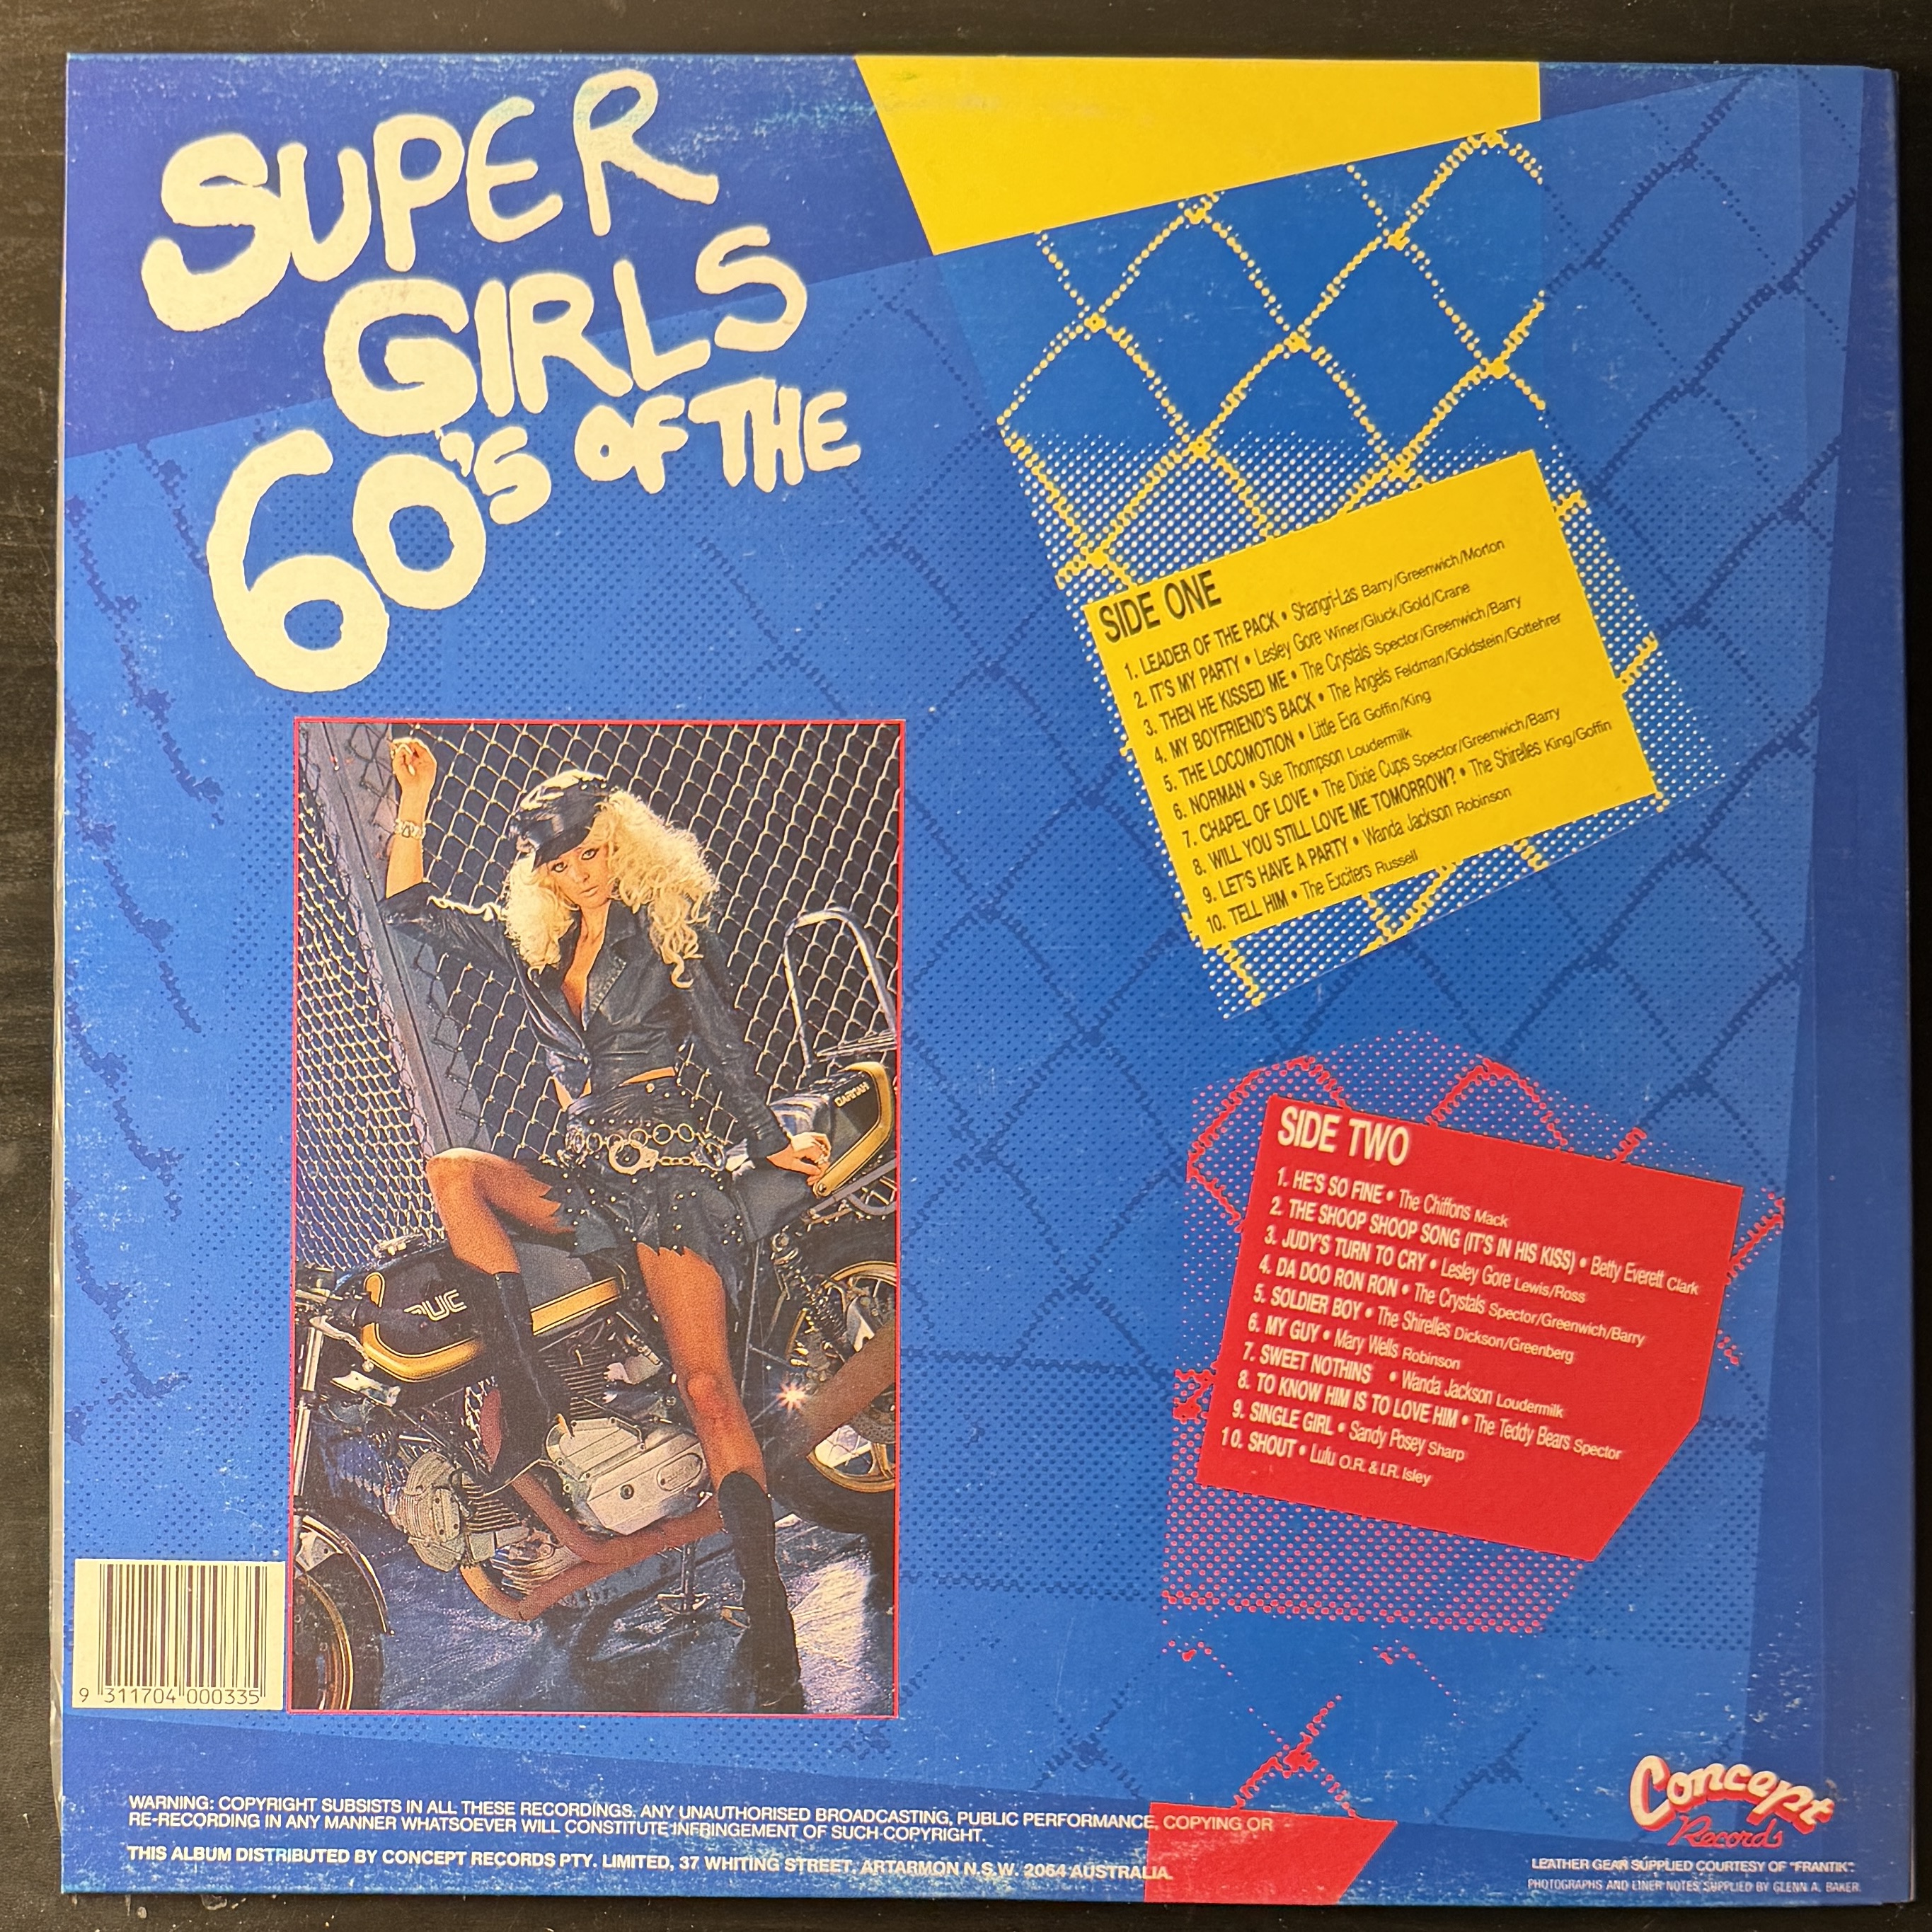 SUPER
GIRLS
60'S OF THE
SIDE ONE
1. LEADER OF THE PACK • Shangri-Las Barry/Greenwich/Morton
2. IT'S MY PARTY • Lesley Gore Winer/Gluck/Gold/Crane
3. THEN HE KISSED ME • The Crystals Spector/Greenwich/Barry
4. MY BOYFRIEND'S BACK • The Angels Feldman/Goldstein/Gottehrer
5. THE LOCOMOTION • Little Eva Goffin/King
6. NORMAN • Sue Thompson Loudermilk
7. CHAPEL OF LOVE • The Dixie Cups Spector/Greenwich/Barry
8. WILL YOU STILL LOVE ME TOMORROW? • The Shirelles King/Goffin
9. LET'S HAVE A PARTY • Wanda Jackson Robinson
10. TELL HIM • The Exciters Russell
SIDE TWO
1. HE'S SO FINE • The Chiffons Mack
2. THE SHOOP SHOOP SONG (IT'S IN HIS KISS) • Betty Everett Clark
3. JUDY'S TURN TO CRY • Lesley Gore Lewis/Ross
4. DA DOO RON RON • The Crystals Spector/Greenwich/Barry
5. SOLDIER BOY • The Shirelles Dickson/Greenberg
6. MY GUY • Mary Wells Robinson
7. SWEET NOTHINS • Wanda Jackson Loudermilk
8. TO KNOW HIM IS TO LOVE HIM • The Teddy Bears Spector
9. SINGLE GIRL • Sandy Posey Sharp
10. SHOUT • Lulu O.R. & I.R. Isley
DARMAH
DUC
9 311704 000335
WARNING: COPYRIGHT SUBSISTS IN ALL THESE RECORDINGS. ANY UNAUTHORISED BROADCASTING, PUBLIC PERFORMANCE, COPYING OR
RE-RECORDING IN ANY MANNER WHATSOEVER WILL CONSTITUTE INFRINGEMENT OF SUCH COPYRIGHT.
THIS ALBUM DISTRIBUTED BY CONCEPT RECORDS PTY. LIMITED, 37 WHITING STREET, ARTARMON N.S.W. 2064 AUSTRALIA.
Concept
Records
LEATHER GEAR SUPPLIED COURTESY OF "FRANTIK".
PHOTOGRAPHS AND LINER NOTES SUPPLIED BY GLENN A. BAKER.